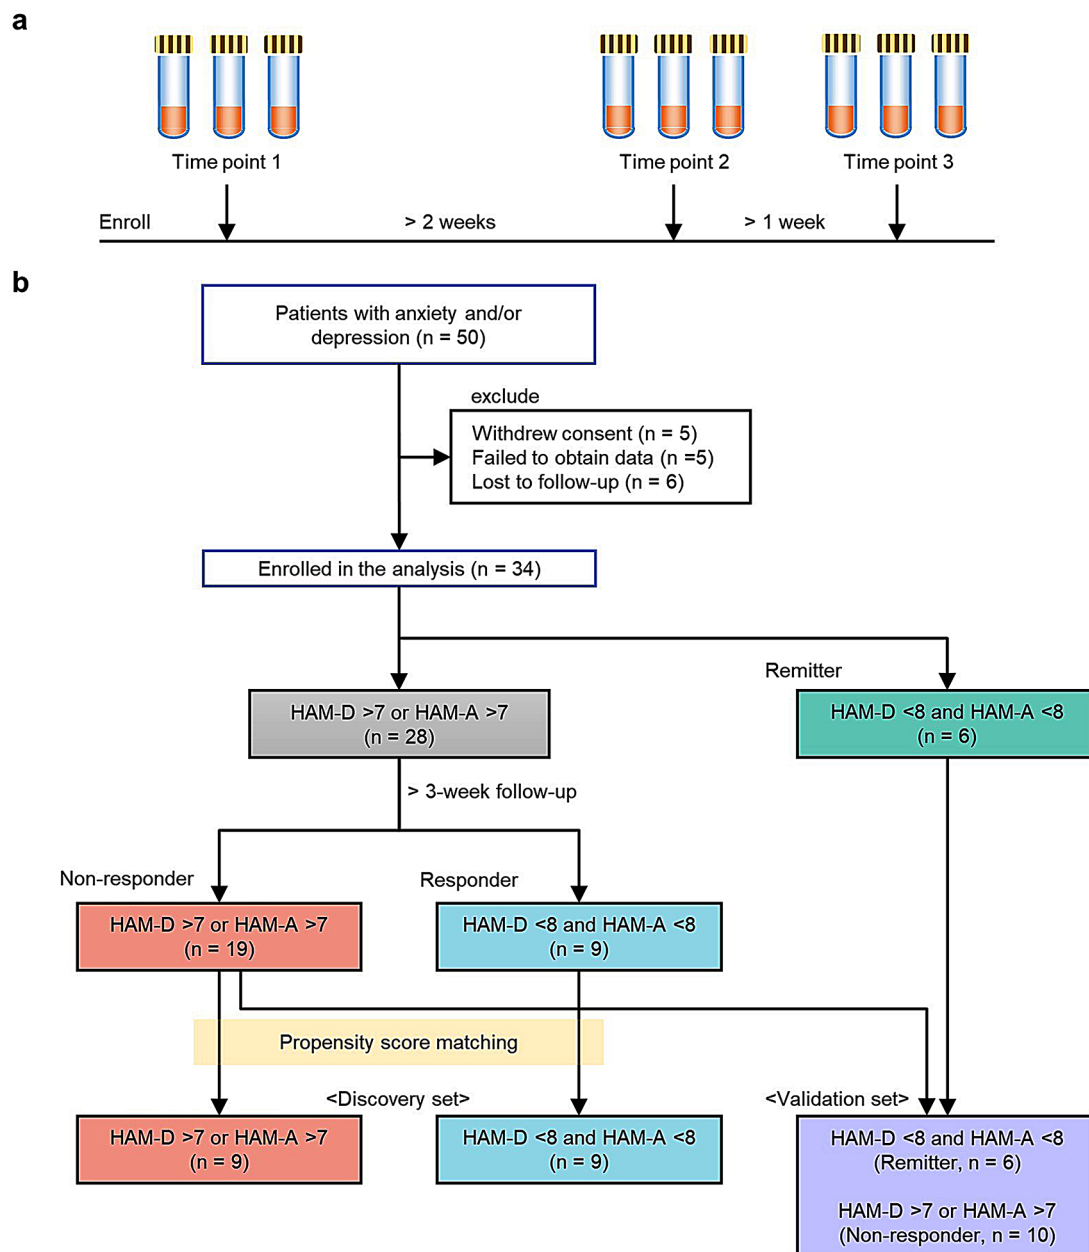 a
Time point 1
Time point 2
Time point 3
Enroll
> 2 weeks
> 1 week
b
Patients with anxiety and/or
depression (n = 50)
exclude
Withdrew consent (n = 5)
Failed to obtain data (n =5)
Lost to follow-up (n = 6)
Enrolled in the analysis (n = 34)
Remitter
HAM-D >7 or HAM-A >7
(n = 28)
HAM-D <8 and HAM-A <8
(n = 6)
> 3-week follow-up
Non-responder
Responder
HAM-D >7 or HAM-A >7
(n = 19)
HAM-D <8 and HAM-A <8
(n = 9)
Propensity score matching
<Discovery set>
<Validation set>
HAM-D >7 or HAM-A >7
(n = 9)
HAM-D <8 and HAM-A <8
(n = 9)
HAM-D <8 and HAM-A <8
(Remitter, n = 6)
HAM-D >7 or HAM-A >7
(Non-responder, n = 10)